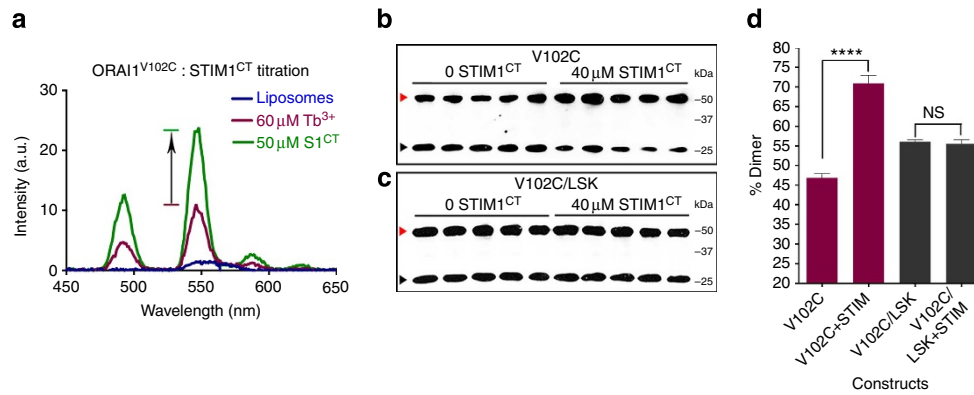 a
ORAI1V102C : STIM1CT titration
Intensity (a.u.)
30
20
10
0
Liposomes
60 µM Tb3+
50 µM S1CT
450
500
550
600
650
Wavelength (nm)
b
V102C
0 STIM1CT
40 µM STIM1CT
kDa
–50
–37
–25
c
V102C/LSK
0 STIM1CT
40 µM STIM1CT
kDa
–50
–37
–25
d
% Dimer
80
75
70
65
60
55
50
45
40
35
30
25
20
****
NS
V102C
V102C+STIM
V102C/LSK
V102C/
LSK+STIM
Constructs